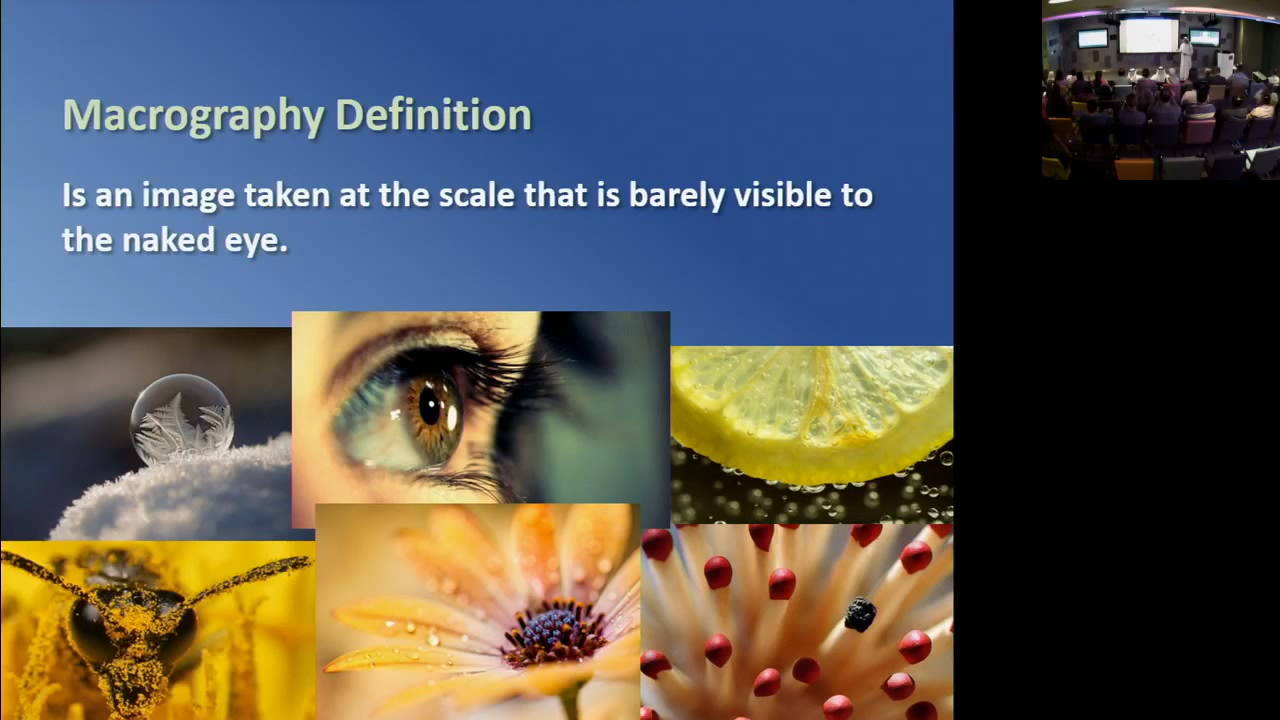 Macrography Definition
Is an image taken at the scale that is barely visible to
the naked eye.